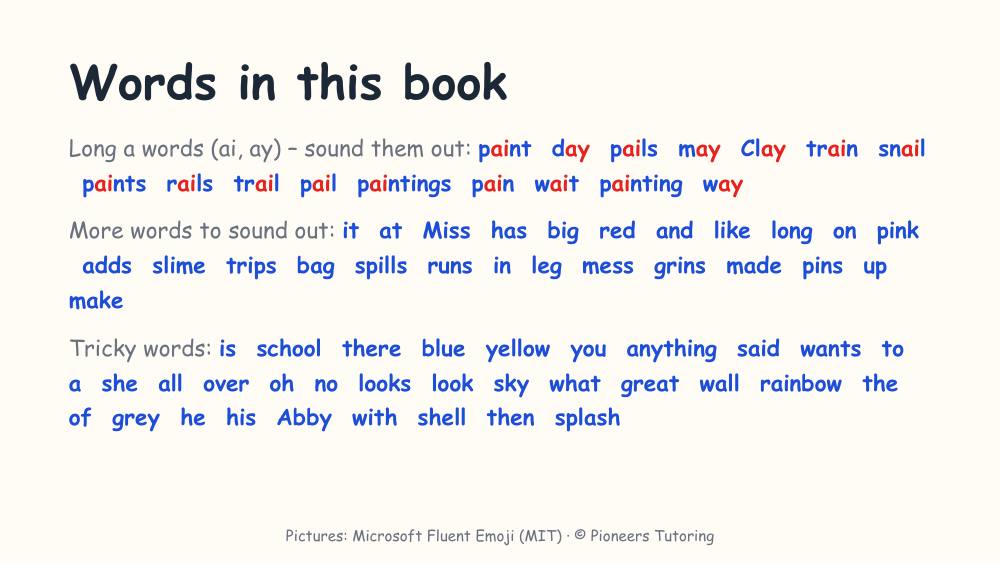 Words in this book
Long a words (ai, ay) – sound them out: paint day pails may Clay train snail
paints rails trail pail paintings pain wait painting way
More words to sound out: it at Miss has big red and like long on pink
adds slime trips bag spills runs in leg mess grins made pins up
make
Tricky words: is school there blue yellow you anything said wants to
a she all over oh no looks look sky what great wall rainbow the
of grey he his Abby with shell then splash
Pictures: Microsoft Fluent Emoji (MIT) · © Pioneers Tutoring